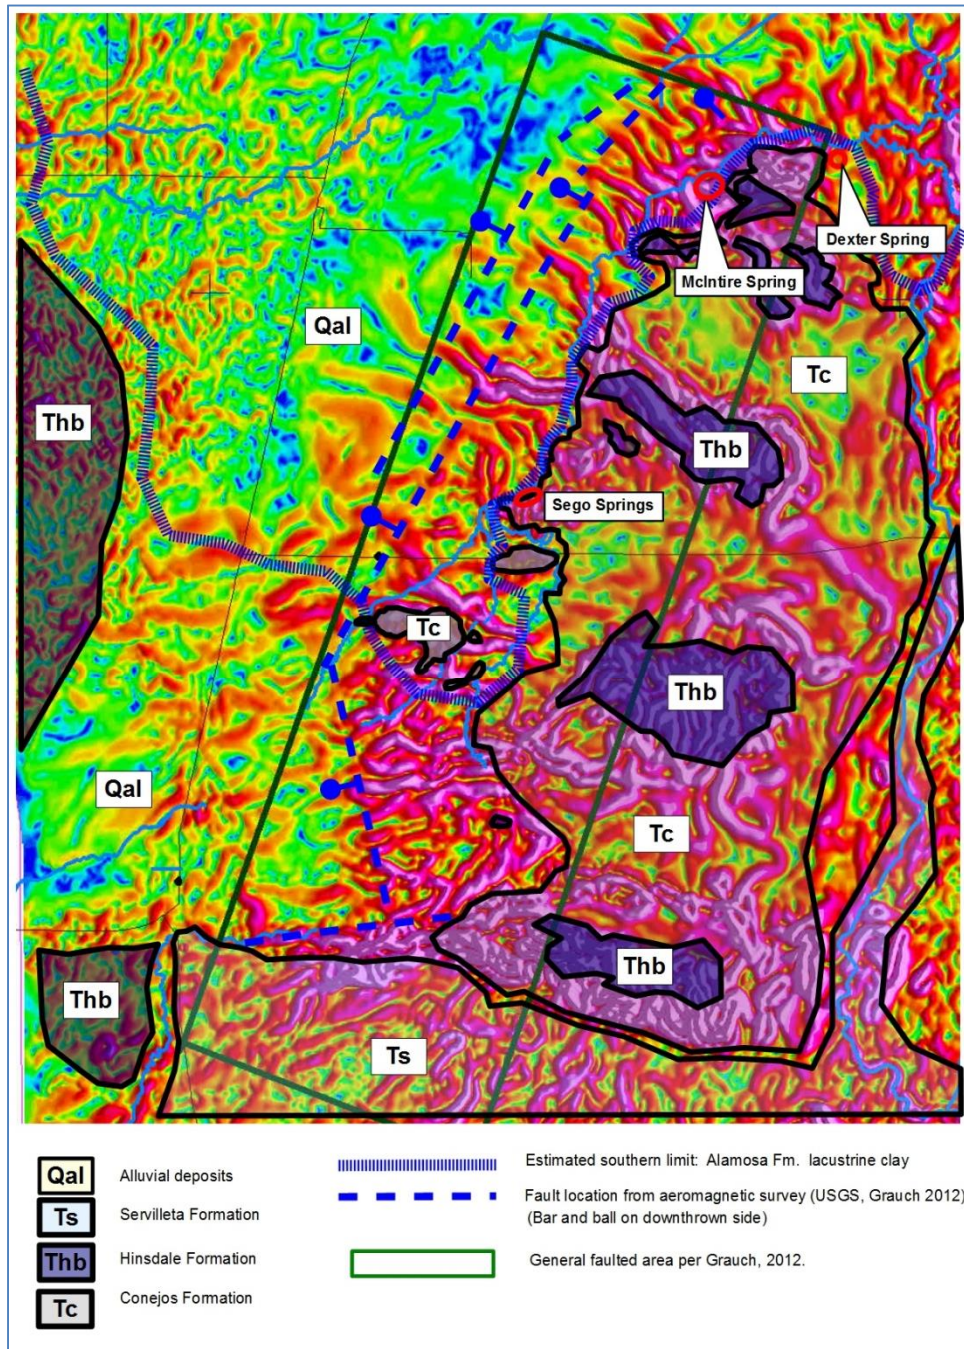 Dexter Spring
McIntire Spring
Qal
Tc
Thb
Thb
Sego Springs
Tc
Thb
Qal
Tc
Thb
Thb
Ts
Qal Alluvial deposits
Ts Servilleta Formation
Thb Hinsdale Formation
Tc Conejos Formation
Estimated southern limit: Alamosa Fm. lacustrine clay
Fault location from aeromagnetic survey (USGS, Grauch 2012)
(Bar and ball on downthrown side)
General faulted area per Grauch, 2012.